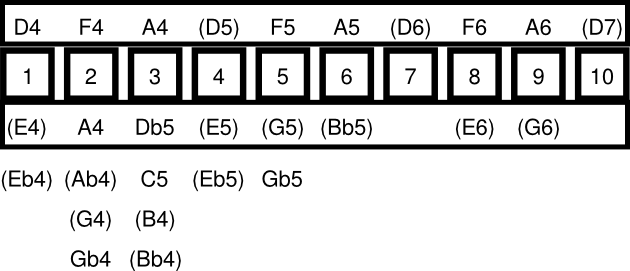 D4 F4 A4 (D5) F5 A5 (D6) F6 A6 (D7)
1 2 3 4 5 6 7 8 9 10
(E4) A4 Db5 (E5) (G5) (Bb5) (E6) (G6)
(Eb4) (Ab4) C5 (Eb5) Gb5
(G4) (B4)
Gb4 (Bb4)